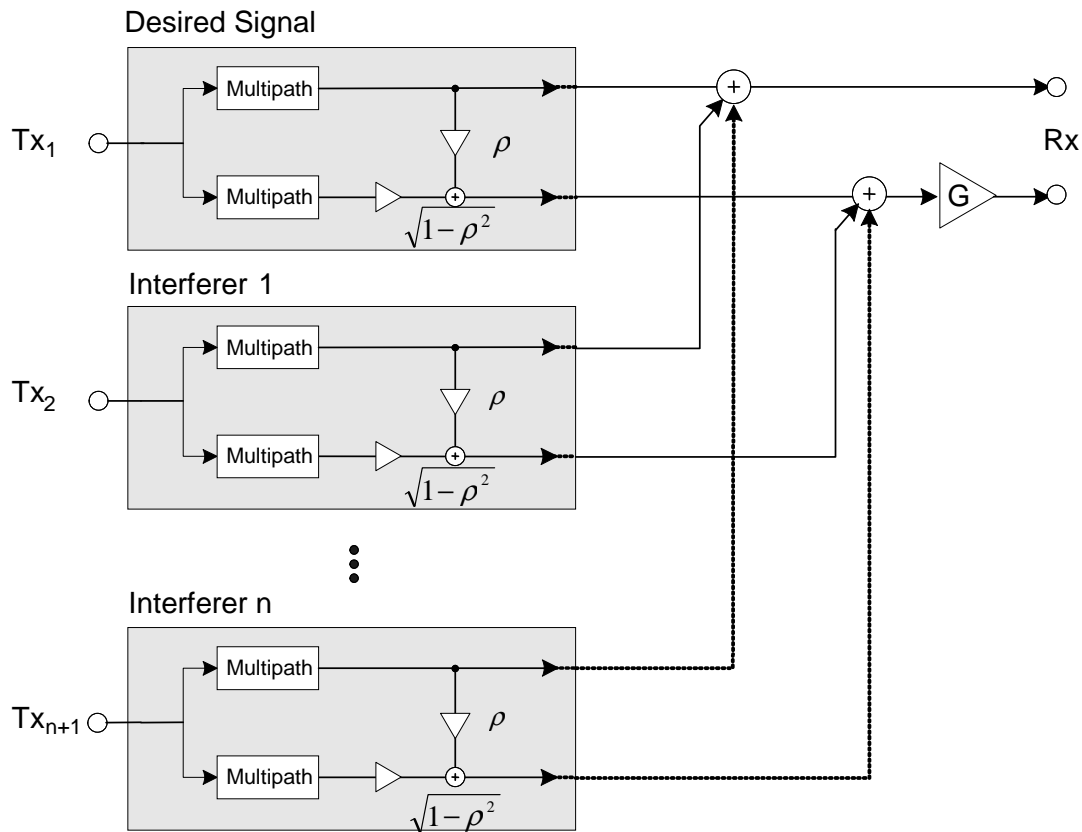 Desired Signal
Multipath
Tx₁
ρ
Rx
Multipath
G
√1−ρ²
Interferer 1
Multipath
Tx₂
ρ
Multipath
√1−ρ²
Interferer n
Multipath
Txₙ₊₁
ρ
Multipath
√1−ρ²